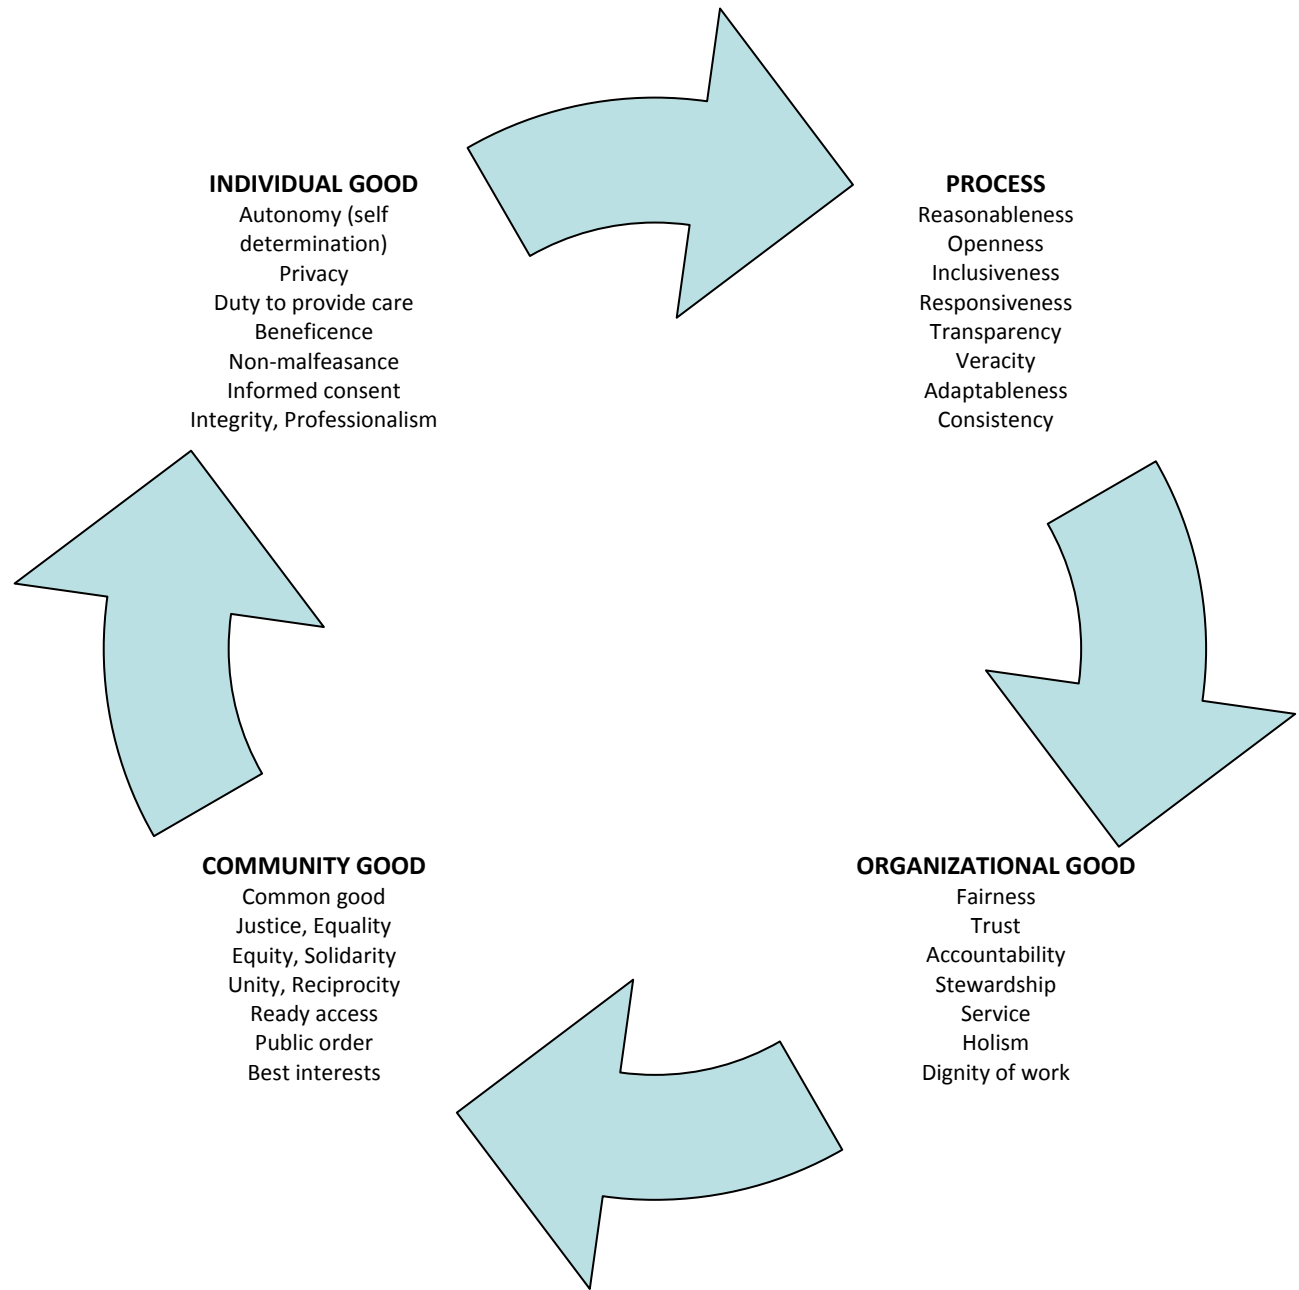 INDIVIDUAL GOOD
Autonomy (self
determination)
Privacy
Duty to provide care
Beneficence
Non-malfeasance
Informed consent
Integrity, Professionalism
PROCESS
Reasonableness
Openness
Inclusiveness
Responsiveness
Transparency
Veracity
Adaptableness
Consistency
COMMUNITY GOOD
Common good
Justice, Equality
Equity, Solidarity
Unity, Reciprocity
Ready access
Public order
Best interests
ORGANIZATIONAL GOOD
Fairness
Trust
Accountability
Stewardship
Service
Holism
Dignity of work